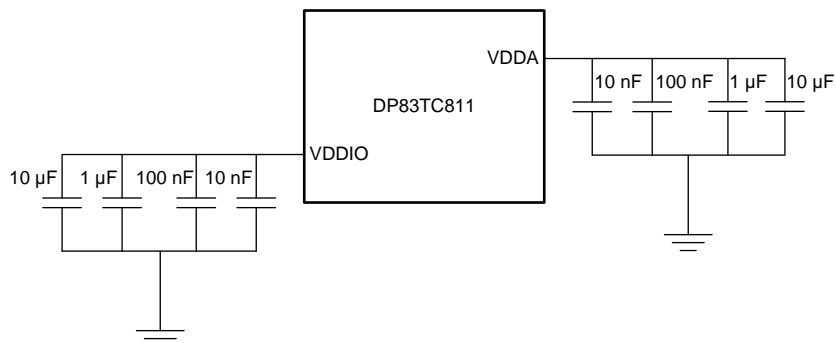 VDDA
10 nF 100 nF 1 µF 10 µF
DP83TC811
VDDIO
10 µF 1 µF 100 nF 10 nF